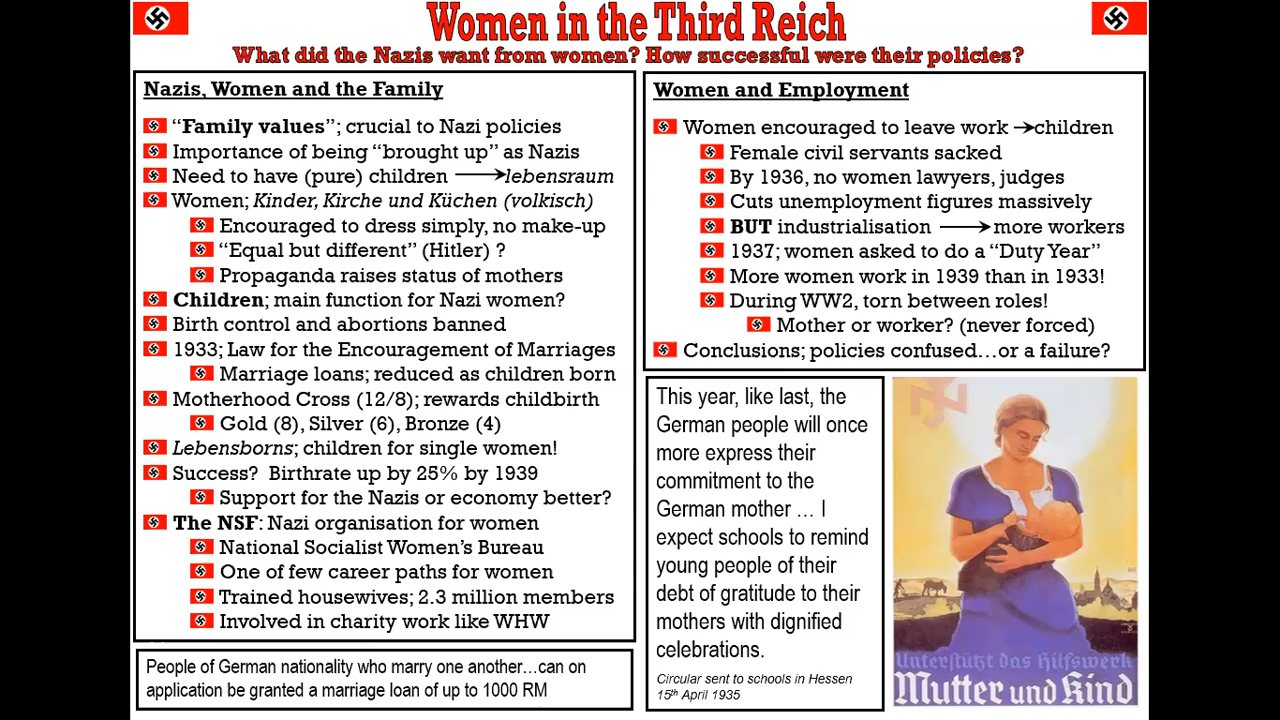 Women in the Third Reich
What did the Nazis want from women? How successful were their policies?
Nazis, Women and the Family
“Family values”; crucial to Nazi policies
Importance of being “brought up” as Nazis
Need to have (pure) children → lebensraum
Women; Kinder, Kirche und Küchen (volkisch)
Encouraged to dress simply, no make-up
“Equal but different” (Hitler) ?
Propaganda raises status of mothers
Children; main function for Nazi women?
Birth control and abortions banned
1933; Law for the Encouragement of Marriages
Marriage loans; reduced as children born
Motherhood Cross (12/8); rewards childbirth
Gold (8), Silver (6), Bronze (4)
Lebensborns; children for single women!
Success? Birthrate up by 25% by 1939
Support for the Nazis or economy better?
The NSF: Nazi organisation for women
National Socialist Women’s Bureau
One of few career paths for women
Trained housewives; 2.3 million members
Involved in charity work like WHW
People of German nationality who marry one another…can on
application be granted a marriage loan of up to 1000 RM
Women and Employment
Women encouraged to leave work → children
Female civil servants sacked
By 1936, no women lawyers, judges
Cuts unemployment figures massively
BUT industrialisation → more workers
1937; women asked to do a “Duty Year”
More women work in 1939 than in 1933!
During WW2, torn between roles!
Mother or worker? (never forced)
Conclusions; policies confused…or a failure?
This year, like last, the
German people will once
more express their
commitment to the
German mother … I
expect schools to remind
young people of their
debt of gratitude to their
mothers with dignified
celebrations.
Circular sent to schools in Hessen
15th April 1935
Unterstützt das Hilfswerk
Mutter und Kind